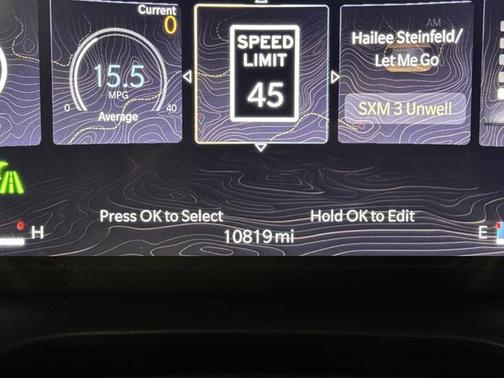 Current
0
15.5
MPG
0 40
Average
SPEED
LIMIT
45
AM
Hailee Steinfeld/
Let Me Go
SXM 3 Unwell
Press OK to Select
Hold OK to Edit
H
10819 mi
E